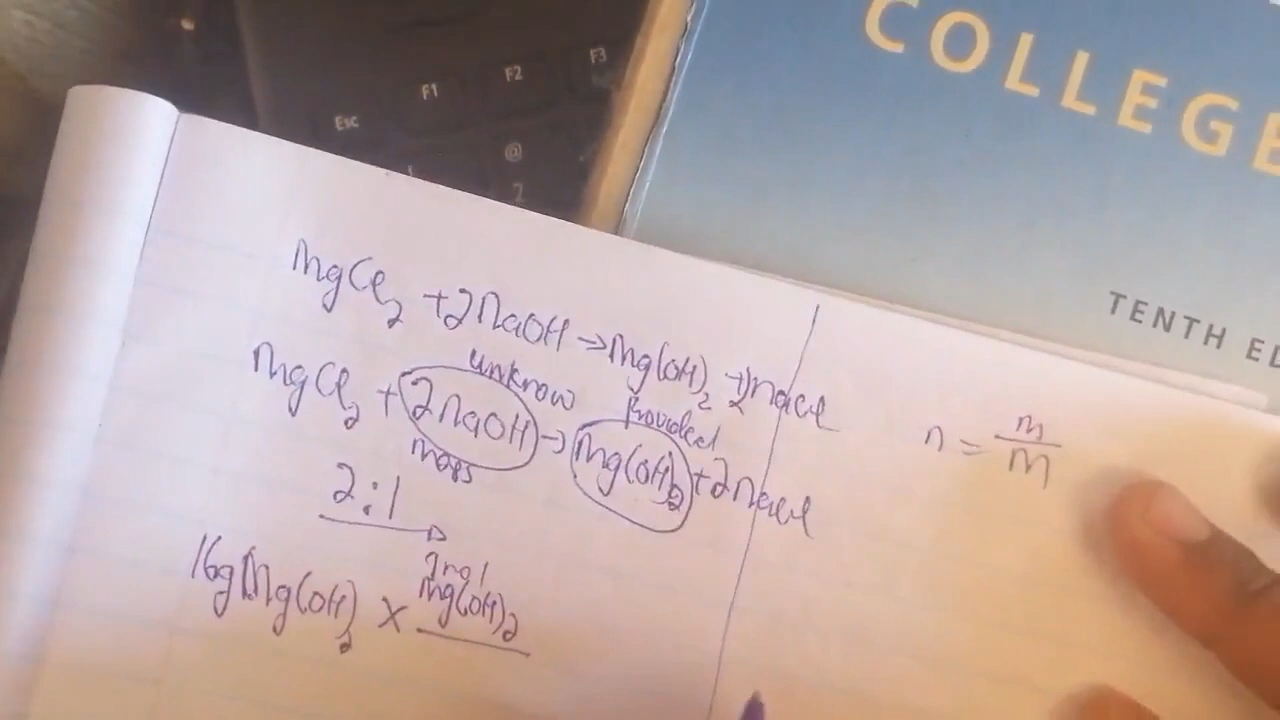 COLLEGE
TENTH ED
F1 F2 F3
Esc
@
2
MgCl2 + 2NaOH → Mg(OH)2 + 2NaCl
unknow
Provided
MgCl2 + 2NaOH → Mg(OH)2 + 2NaCl
mass
2:1
1mol
16g Mg(OH)2 × Mg(OH)2
n = m
M